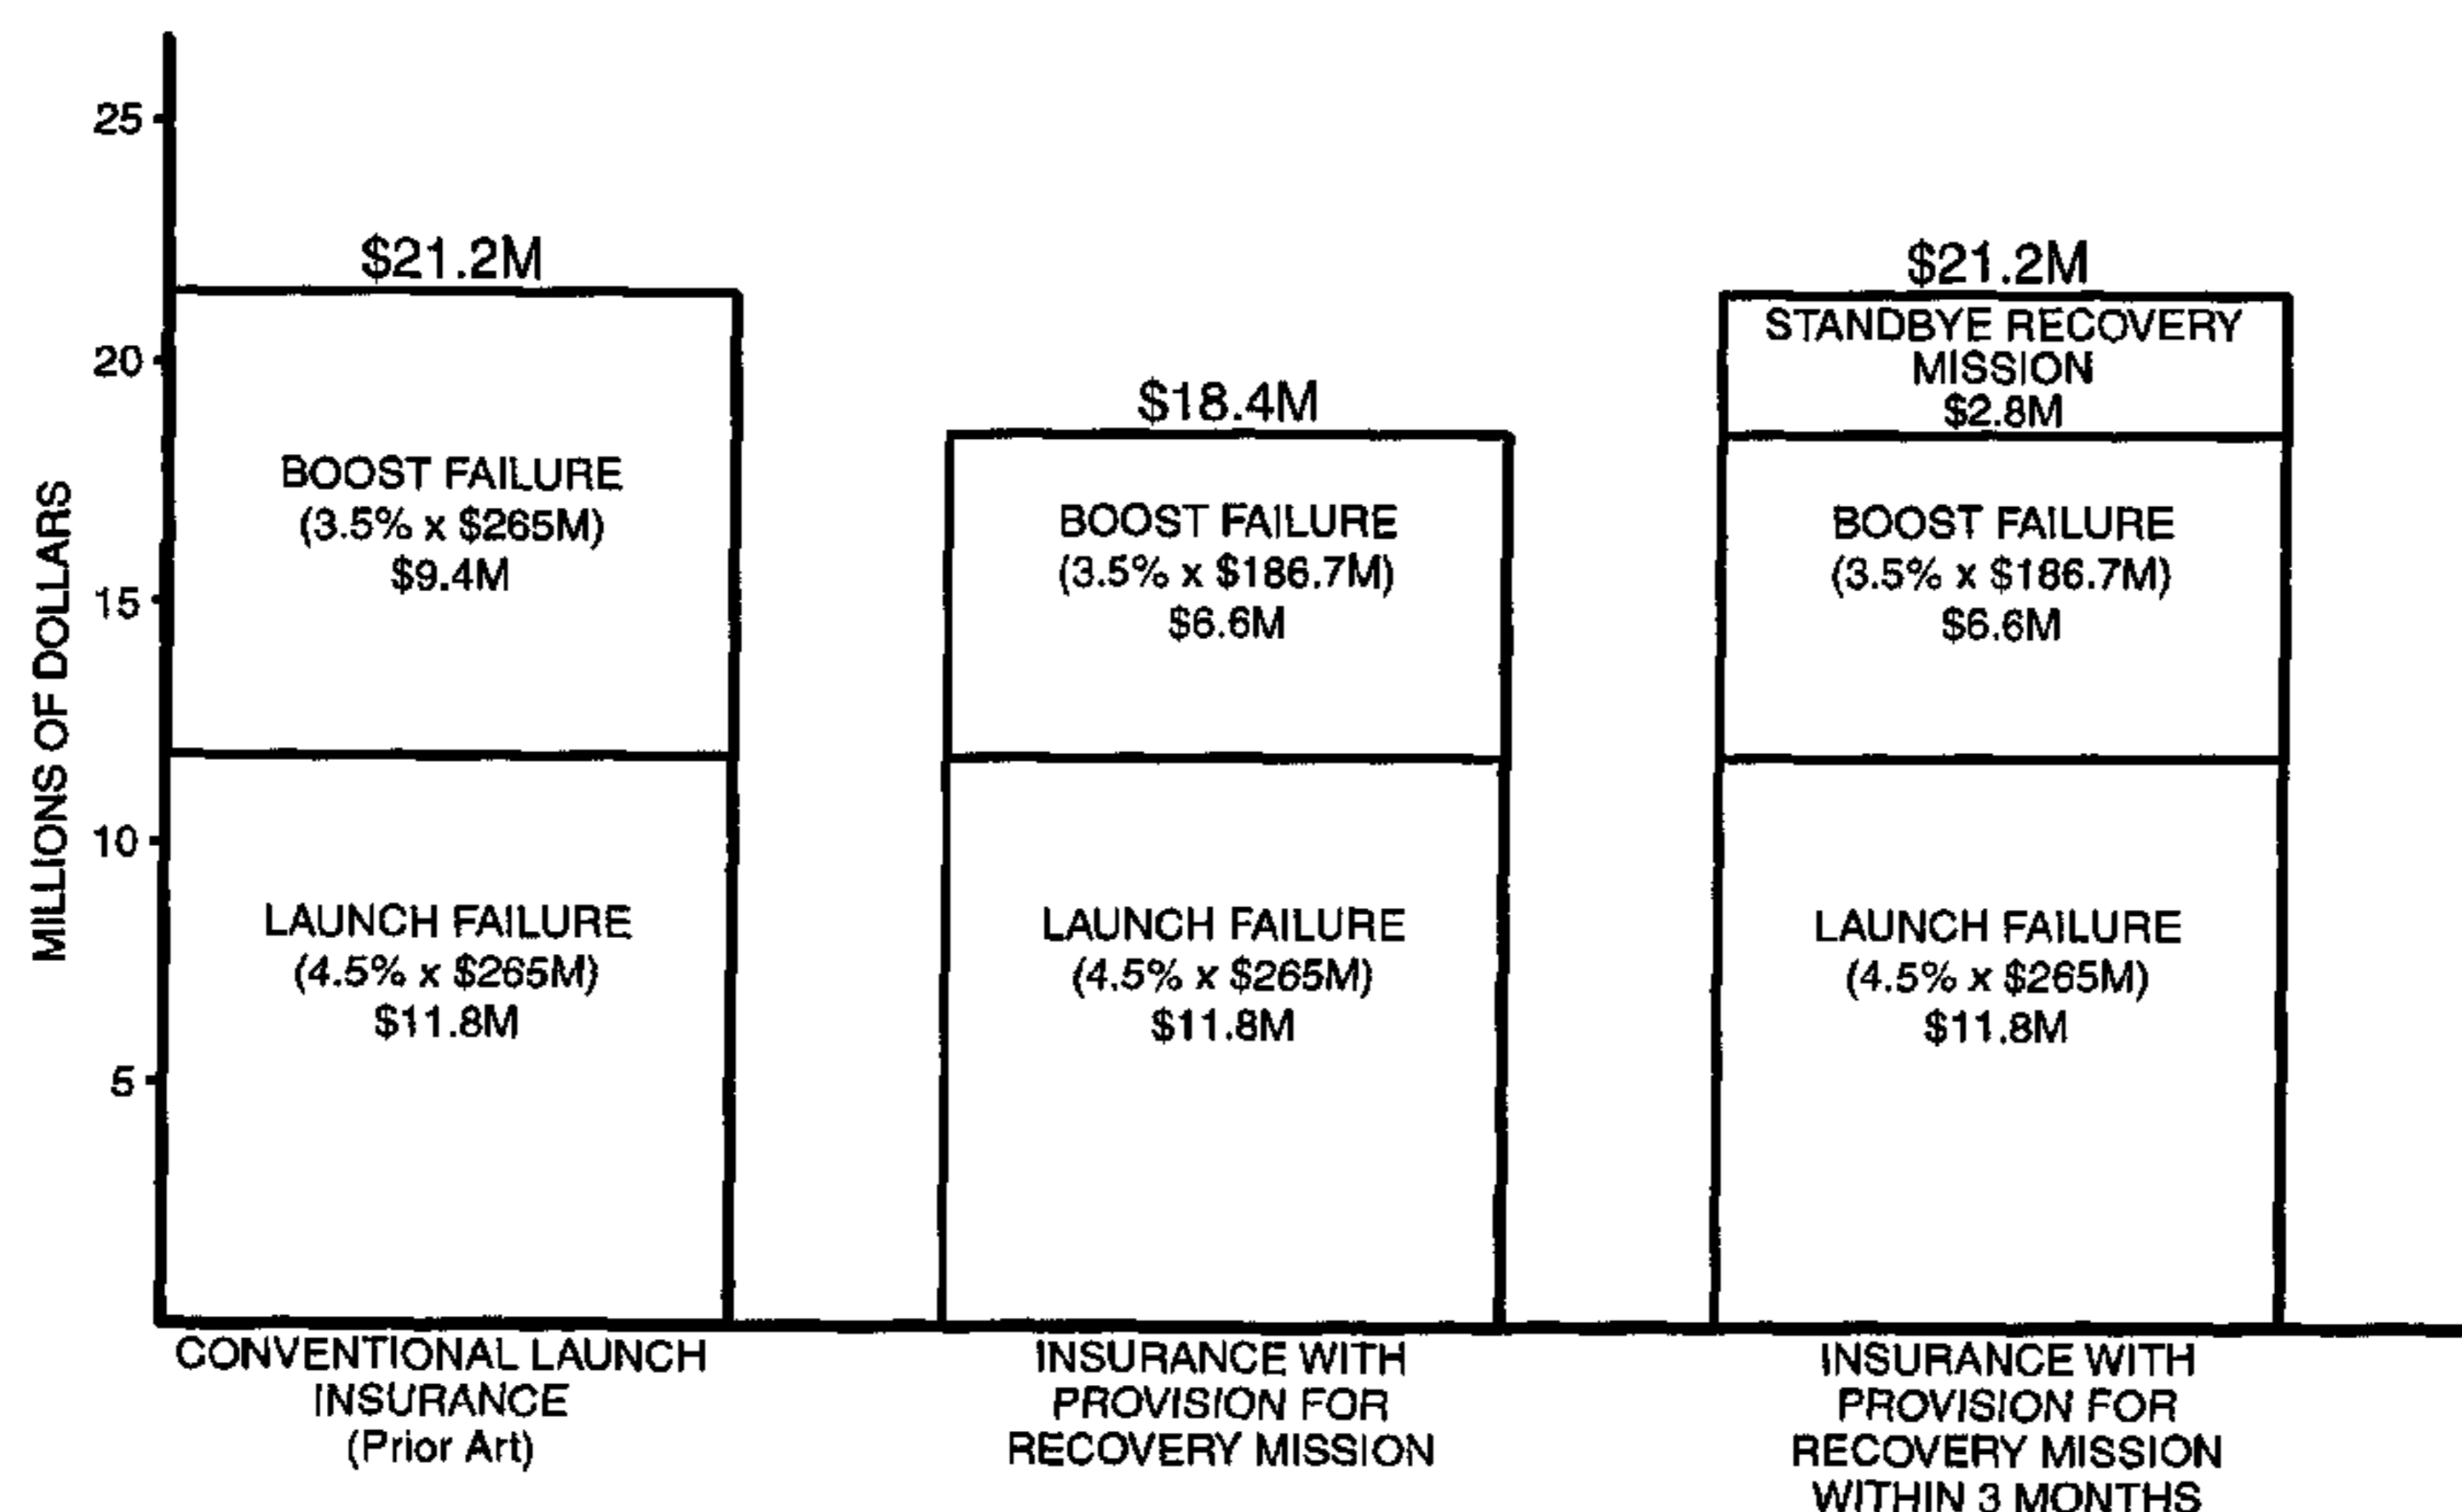 MILLIONS OF DOLLARS
25
20
15
10
5
$21.2M
BOOST FAILURE
(3.5% x $265M)
$9.4M
LAUNCH FAILURE
(4.5% x $265M)
$11.8M
CONVENTIONAL LAUNCH
INSURANCE
(Prior Art)
$18.4M
BOOST FAILURE
(3.5% x $186.7M)
$6.6M
LAUNCH FAILURE
(4.5% x $265M)
$11.8M
INSURANCE WITH
PROVISION FOR
RECOVERY MISSION
$21.2M
STANDBYE RECOVERY
MISSION
$2.8M
BOOST FAILURE
(3.5% x $186.7M)
$6.6M
LAUNCH FAILURE
(4.5% x $265M)
$11.8M
INSURANCE WITH
PROVISION FOR
RECOVERY MISSION
WITHIN 3 MONTHS